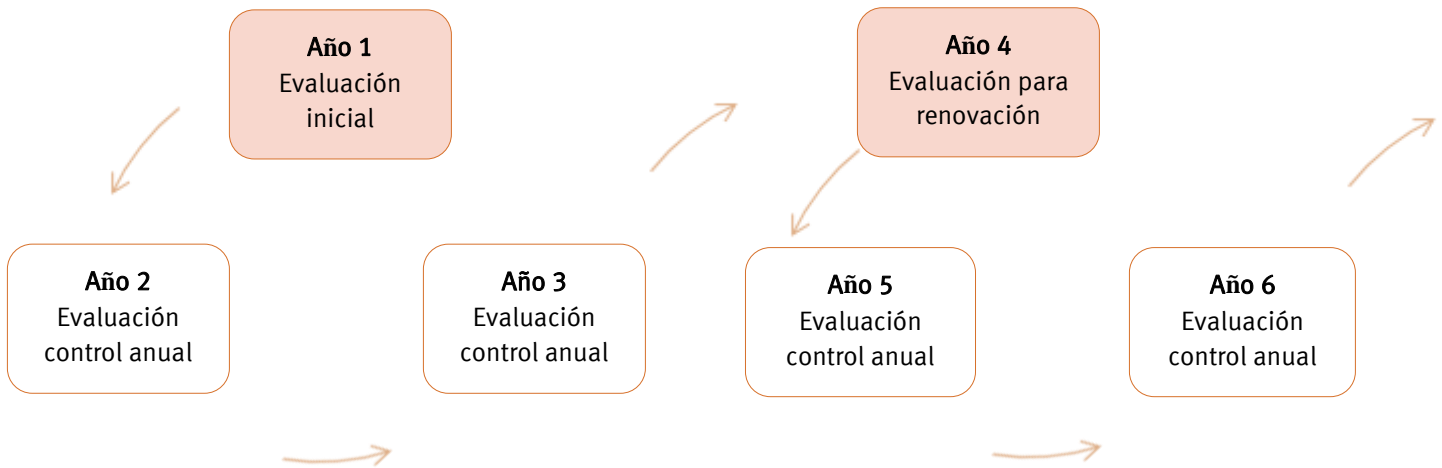 Año 1
Evaluación
inicial
Año 2
Evaluación
control anual
Año 3
Evaluación
control anual
Año 4
Evaluación para
renovación
Año 5
Evaluación
control anual
Año 6
Evaluación
control anual